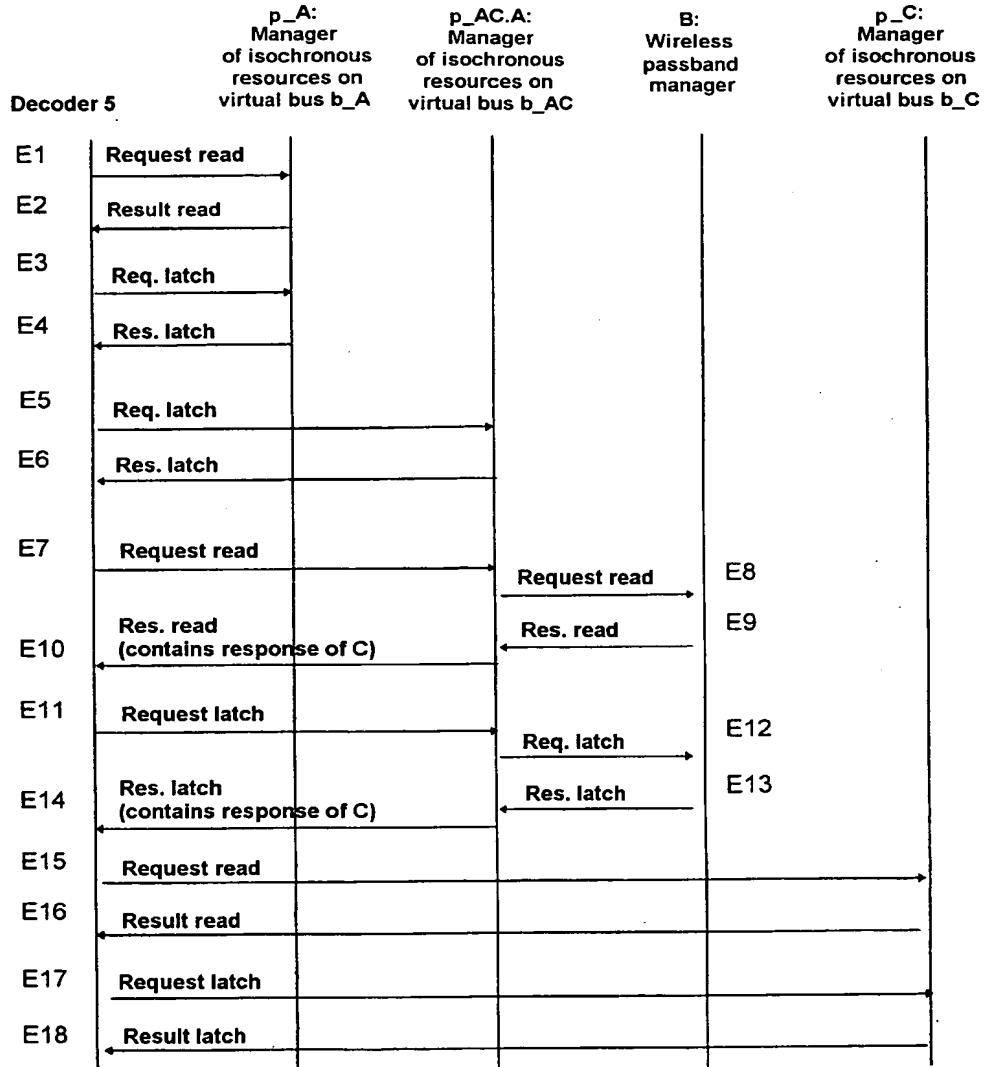 Decoder 5
p_A:
Manager
of isochronous
resources on
virtual bus b_A
p_AC.A:
Manager
of isochronous
resources on
virtual bus b_AC
B:
Wireless
passband
manager
p_C:
Manager
of isochronous
resources on
virtual bus b_C
E1
Request read
E2
Result read
E3
Req. latch
E4
Res. latch
E5
Req. latch
E6
Res. latch
E7
Request read
Request read
E8
Res. read
E9
E10
Res. read
(contains response of C)
E11
Request latch
Req. latch
E12
Res. latch
E13
E14
Res. latch
(contains response of C)
E15
Request read
E16
Result read
E17
Request latch
E18
Result latch